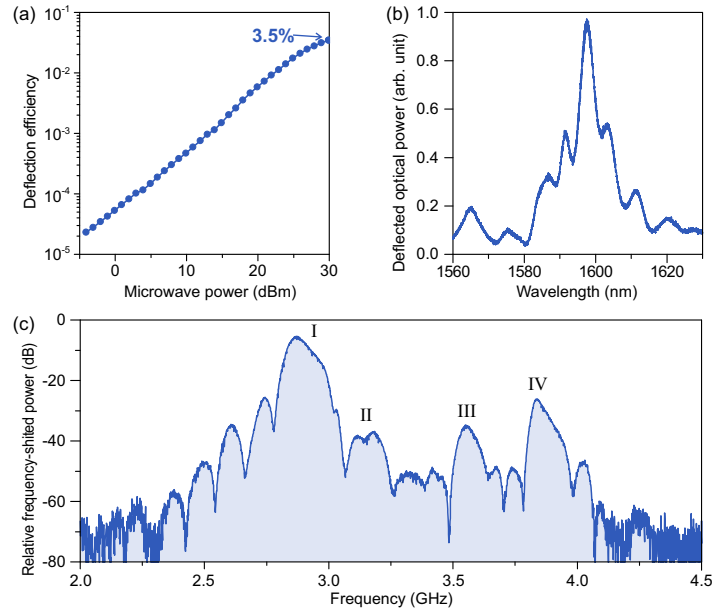 (a)
10⁻¹
10⁻²
10⁻³
10⁻⁴
10⁻⁵
Deflection efficiency
3.5%
0 10 20 30
Microwave power (dBm)
(b)
1.0
0.8
0.6
0.4
0.2
0.0
Deflected optical power (arb. unit)
1560 1580 1600 1620
Wavelength (nm)
(c)
0
-20
-40
-60
-80
Relative frequency-shited power (dB)
I
II
III
IV
2.0 2.5 3.0 3.5 4.0 4.5
Frequency (GHz)